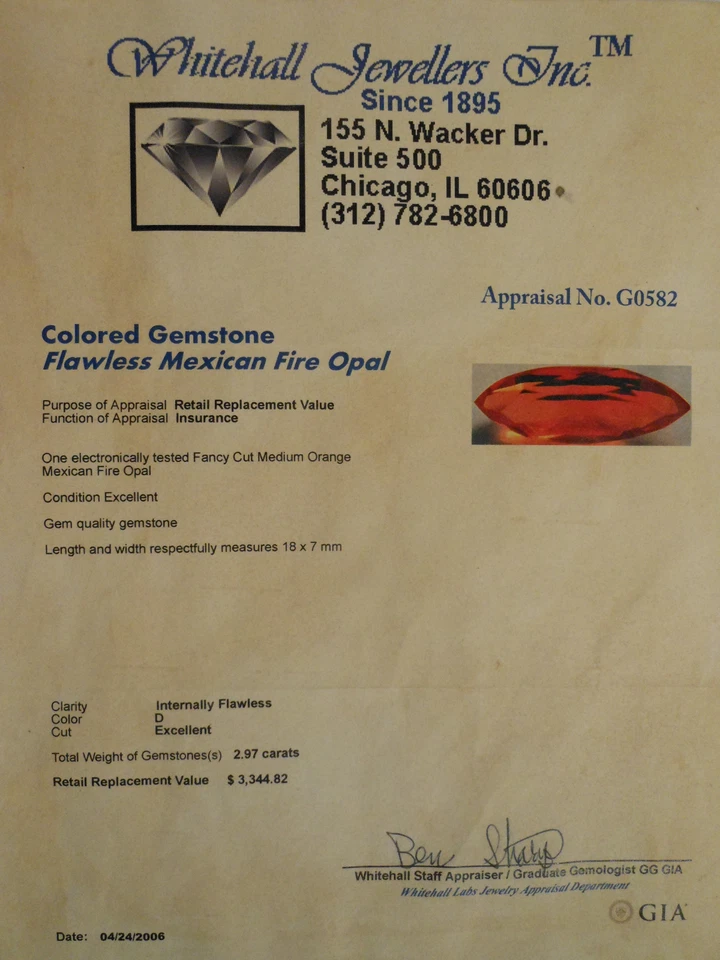 Whitehall Jewellers Inc.™
Since 1895
155 N. Wacker Dr.
Suite 500
Chicago, IL 60606
(312) 782-6800
Appraisal No. G0582
Colored Gemstone
Flawless Mexican Fire Opal
Purpose of Appraisal Retail Replacement Value
Function of Appraisal Insurance
One electronically tested Fancy Cut Medium Orange
Mexican Fire Opal
Condition Excellent
Gem quality gemstone
Length and width respectfully measures 18 x 7 mm
Clarity Internally Flawless
Color D
Cut Excellent
Total Weight of Gemstones(s) 2.97 carats
Retail Replacement Value $ 3,344.82
Ben Sharp
Whitehall Staff Appraiser / Graduate Gemologist GG GIA
Whitehall Labs Jewelry Appraisal Department
GIA
Date: 04/24/2006